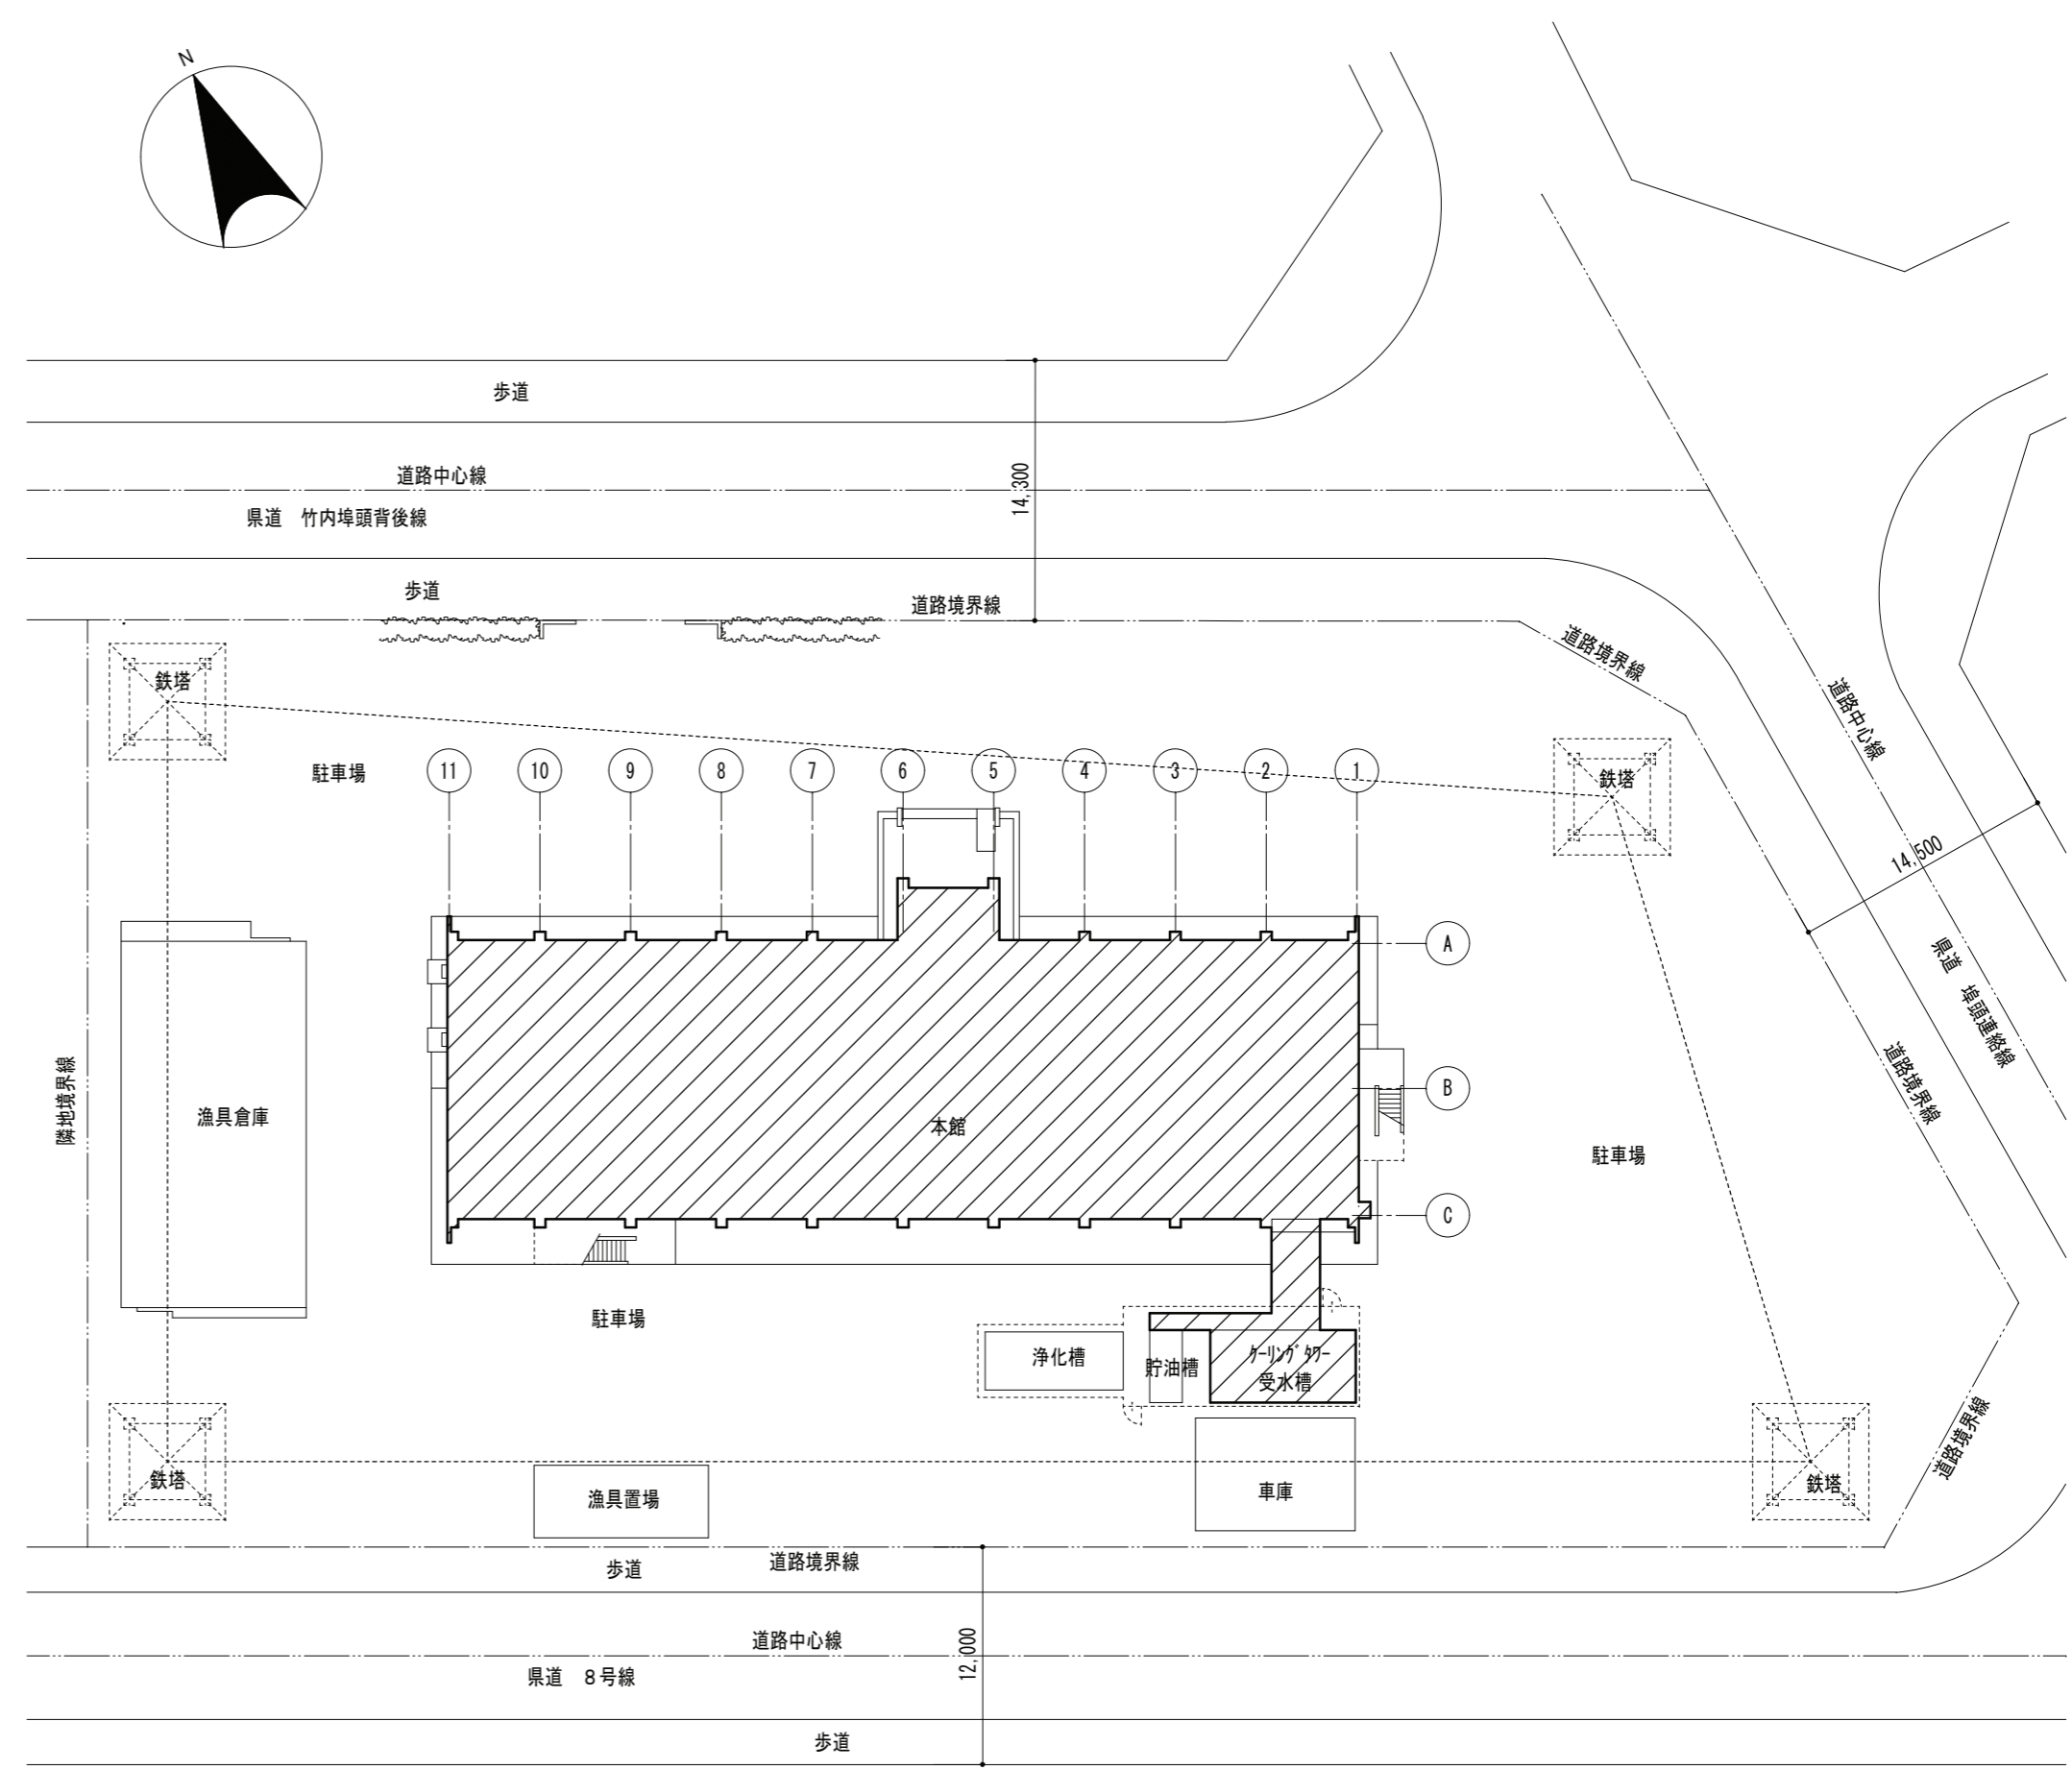 N
歩道
道路中心線
14,300
県道　竹内埠頭背後線
歩道
道路境界線
道路境界線
鉄塔
道路中心線
駐車場
11
10
9
8
7
6
5
4
3
2
1
鉄塔
14,500
A
県道　埠頭連絡線
B
道路境界線
隣地境界線
漁具倉庫
本館
駐車場
C
駐車場
浄化槽
貯油槽
ｸｰﾘﾝｸﾞﾀﾜｰ
受水槽
道路境界線
鉄塔
漁具置場
車庫
鉄塔
歩道
道路境界線
道路中心線
12,000
県道　８号線
歩道